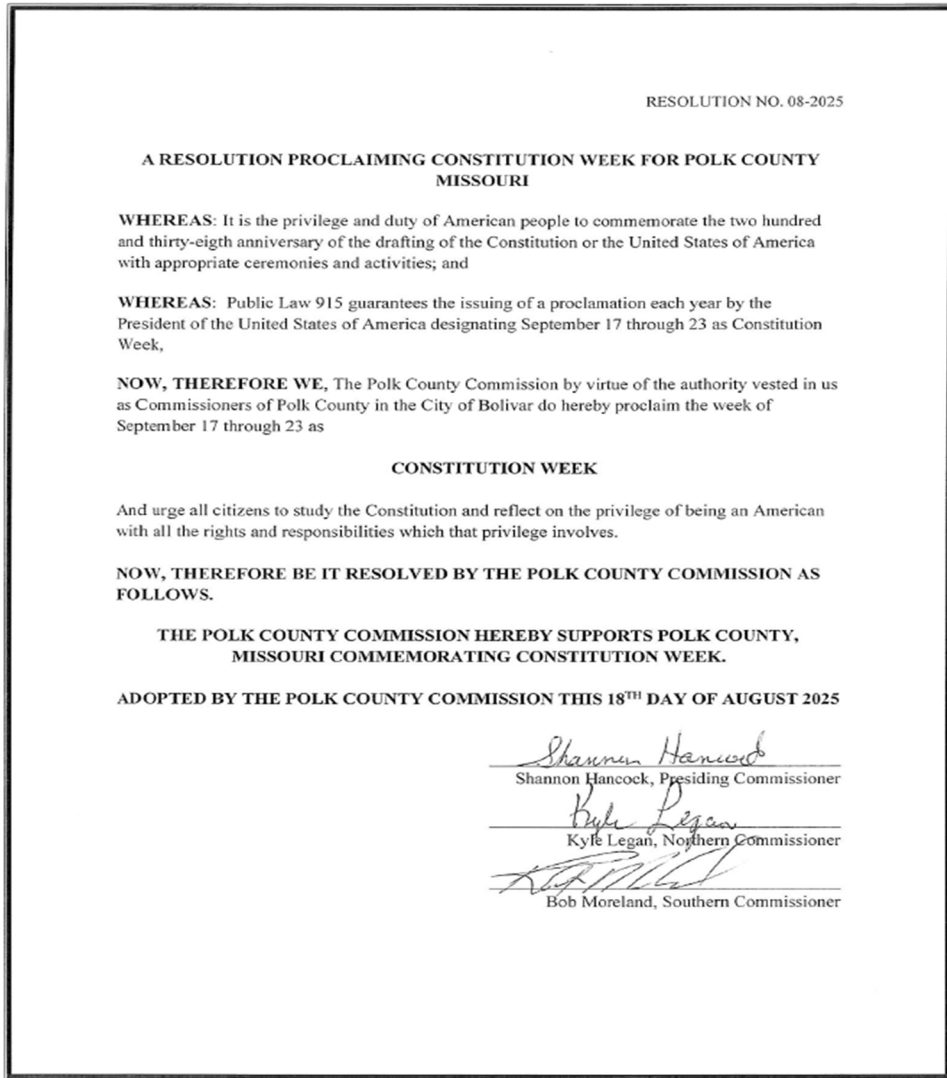 RESOLUTION NO. 08-2025
A RESOLUTION PROCLAIMING CONSTITUTION WEEK FOR POLK COUNTY
MISSOURI
WHEREAS: It is the privilege and duty of American people to commemorate the two hundred
and thirty-eigth anniversary of the drafting of the Constitution or the United States of America
with appropriate ceremonies and activities; and
WHEREAS: Public Law 915 guarantees the issuing of a proclamation each year by the
President of the United States of America designating September 17 through 23 as Constitution
Week,
NOW, THEREFORE WE, The Polk County Commission by virtue of the authority vested in us
as Commissioners of Polk County in the City of Bolivar do hereby proclaim the week of
September 17 through 23 as
CONSTITUTION WEEK
And urge all citizens to study the Constitution and reflect on the privilege of being an American
with all the rights and responsibilities which that privilege involves.
NOW, THEREFORE BE IT RESOLVED BY THE POLK COUNTY COMMISSION AS
FOLLOWS.
THE POLK COUNTY COMMISSION HEREBY SUPPORTS POLK COUNTY,
MISSOURI COMMEMORATING CONSTITUTION WEEK.
ADOPTED BY THE POLK COUNTY COMMISSION THIS 18TH DAY OF AUGUST 2025
Shannon Hancock
Shannon Hancock, Presiding Commissioner
Kyle Legan
Kyle Legan, Northern Commissioner
Bob Moreland, Southern Commissioner